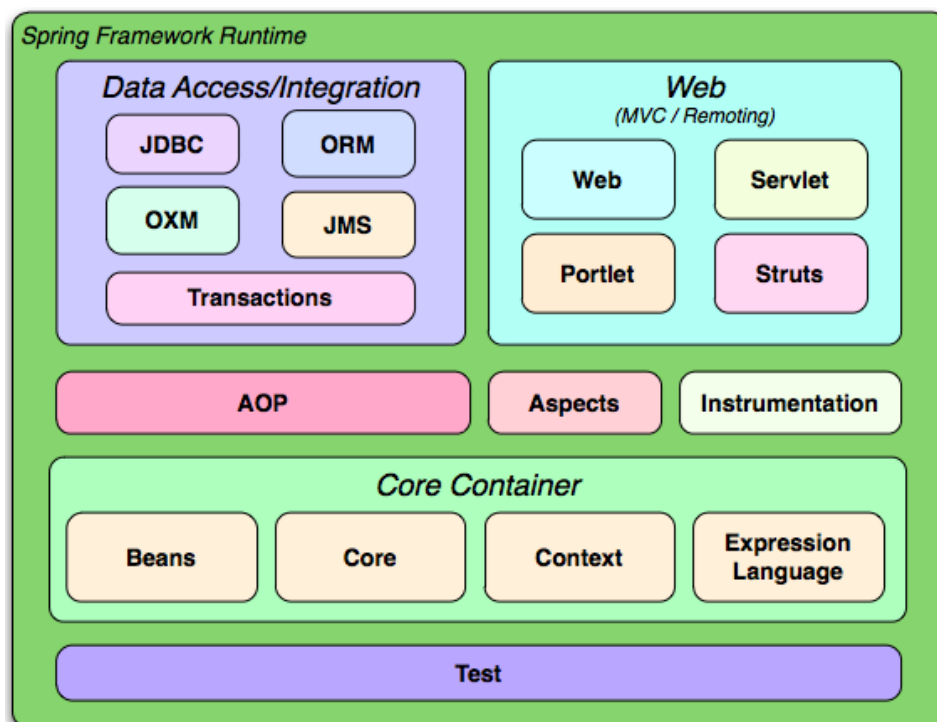 Spring Framework Runtime
Data Access/Integration
JDBC
ORM
OXM
JMS
Transactions
Web
(MVC / Remoting)
Web
Servlet
Portlet
Struts
AOP
Aspects
Instrumentation
Core Container
Beans
Core
Context
Expression
Language
Test